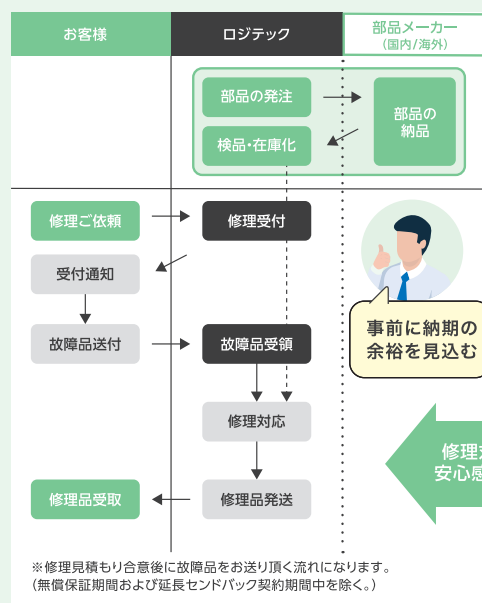 お客様
ロジテック
部品メーカー
(国内/海外)
部品の発注
部品の
納品
検品・在庫化
修理ご依頼
修理受付
受付通知
事前に納期の
余裕を見込む
故障品送付
故障品受領
修理対応
修理
安心感
修理品受取
修理品発送
※修理見積もり合意後に故障品をお送り頂く流れになります。
(無償保証期間および延長センドバック契約期間中を除く。)